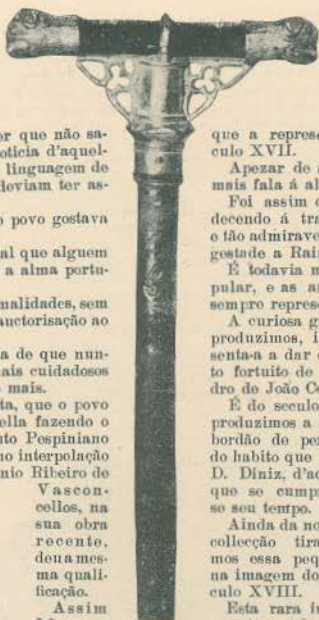 or que não sa-
oticia d'aquel-
linguagem de
deviam ter as-
o povo gostava
al que alguem
a alma portu-
nalidades, sem
auctorisação ao
a de que nun-
ais cuidadosos
mais.
ta, que o povo
ella fazendo o
nto Pespiniano
no interpolação
nio Ribeiro de
Vascon-
cellos, na
sua obra
recente,
deu a mes-
ma quali-
ficação.
Assim
que a represe
culo XVII.
Apezar de
mais fala á al
Foi assim
decendo á tra
e tão admirave
gestade a Rai
É todavia m
pular, e as a
sempre repres
A curiosa g
produzimos, i
senta-a a dar
to fortuito de
dro de João C
É do seculo
produzimos a
bordão de pe
do habito que
D. Diniz, d'a
que se cump
se seu tempo.
Ainda da no
collecção tira
mos essa peq
na imagem do
culo XVIII.
Esta rara i